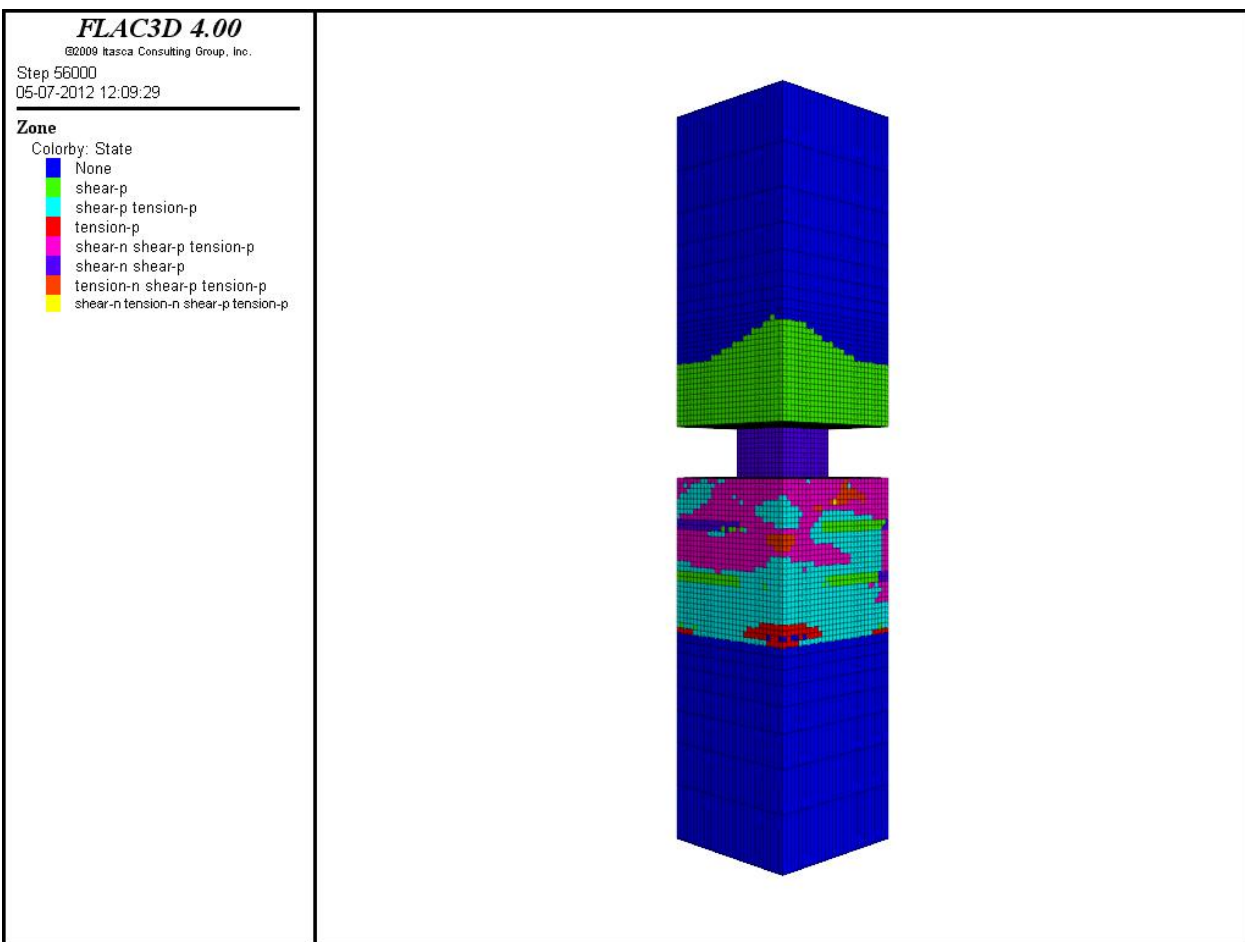 FLAC3D 4.00
©2009 Itasca Consulting Group, Inc.
Step 56000
05-07-2012 12:09:29
Zone
Colorby: State
None
shear-p
shear-p tension-p
tension-p
shear-n shear-p tension-p
shear-n shear-p
tension-n shear-p tension-p
shear-n tension-n shear-p tension-p